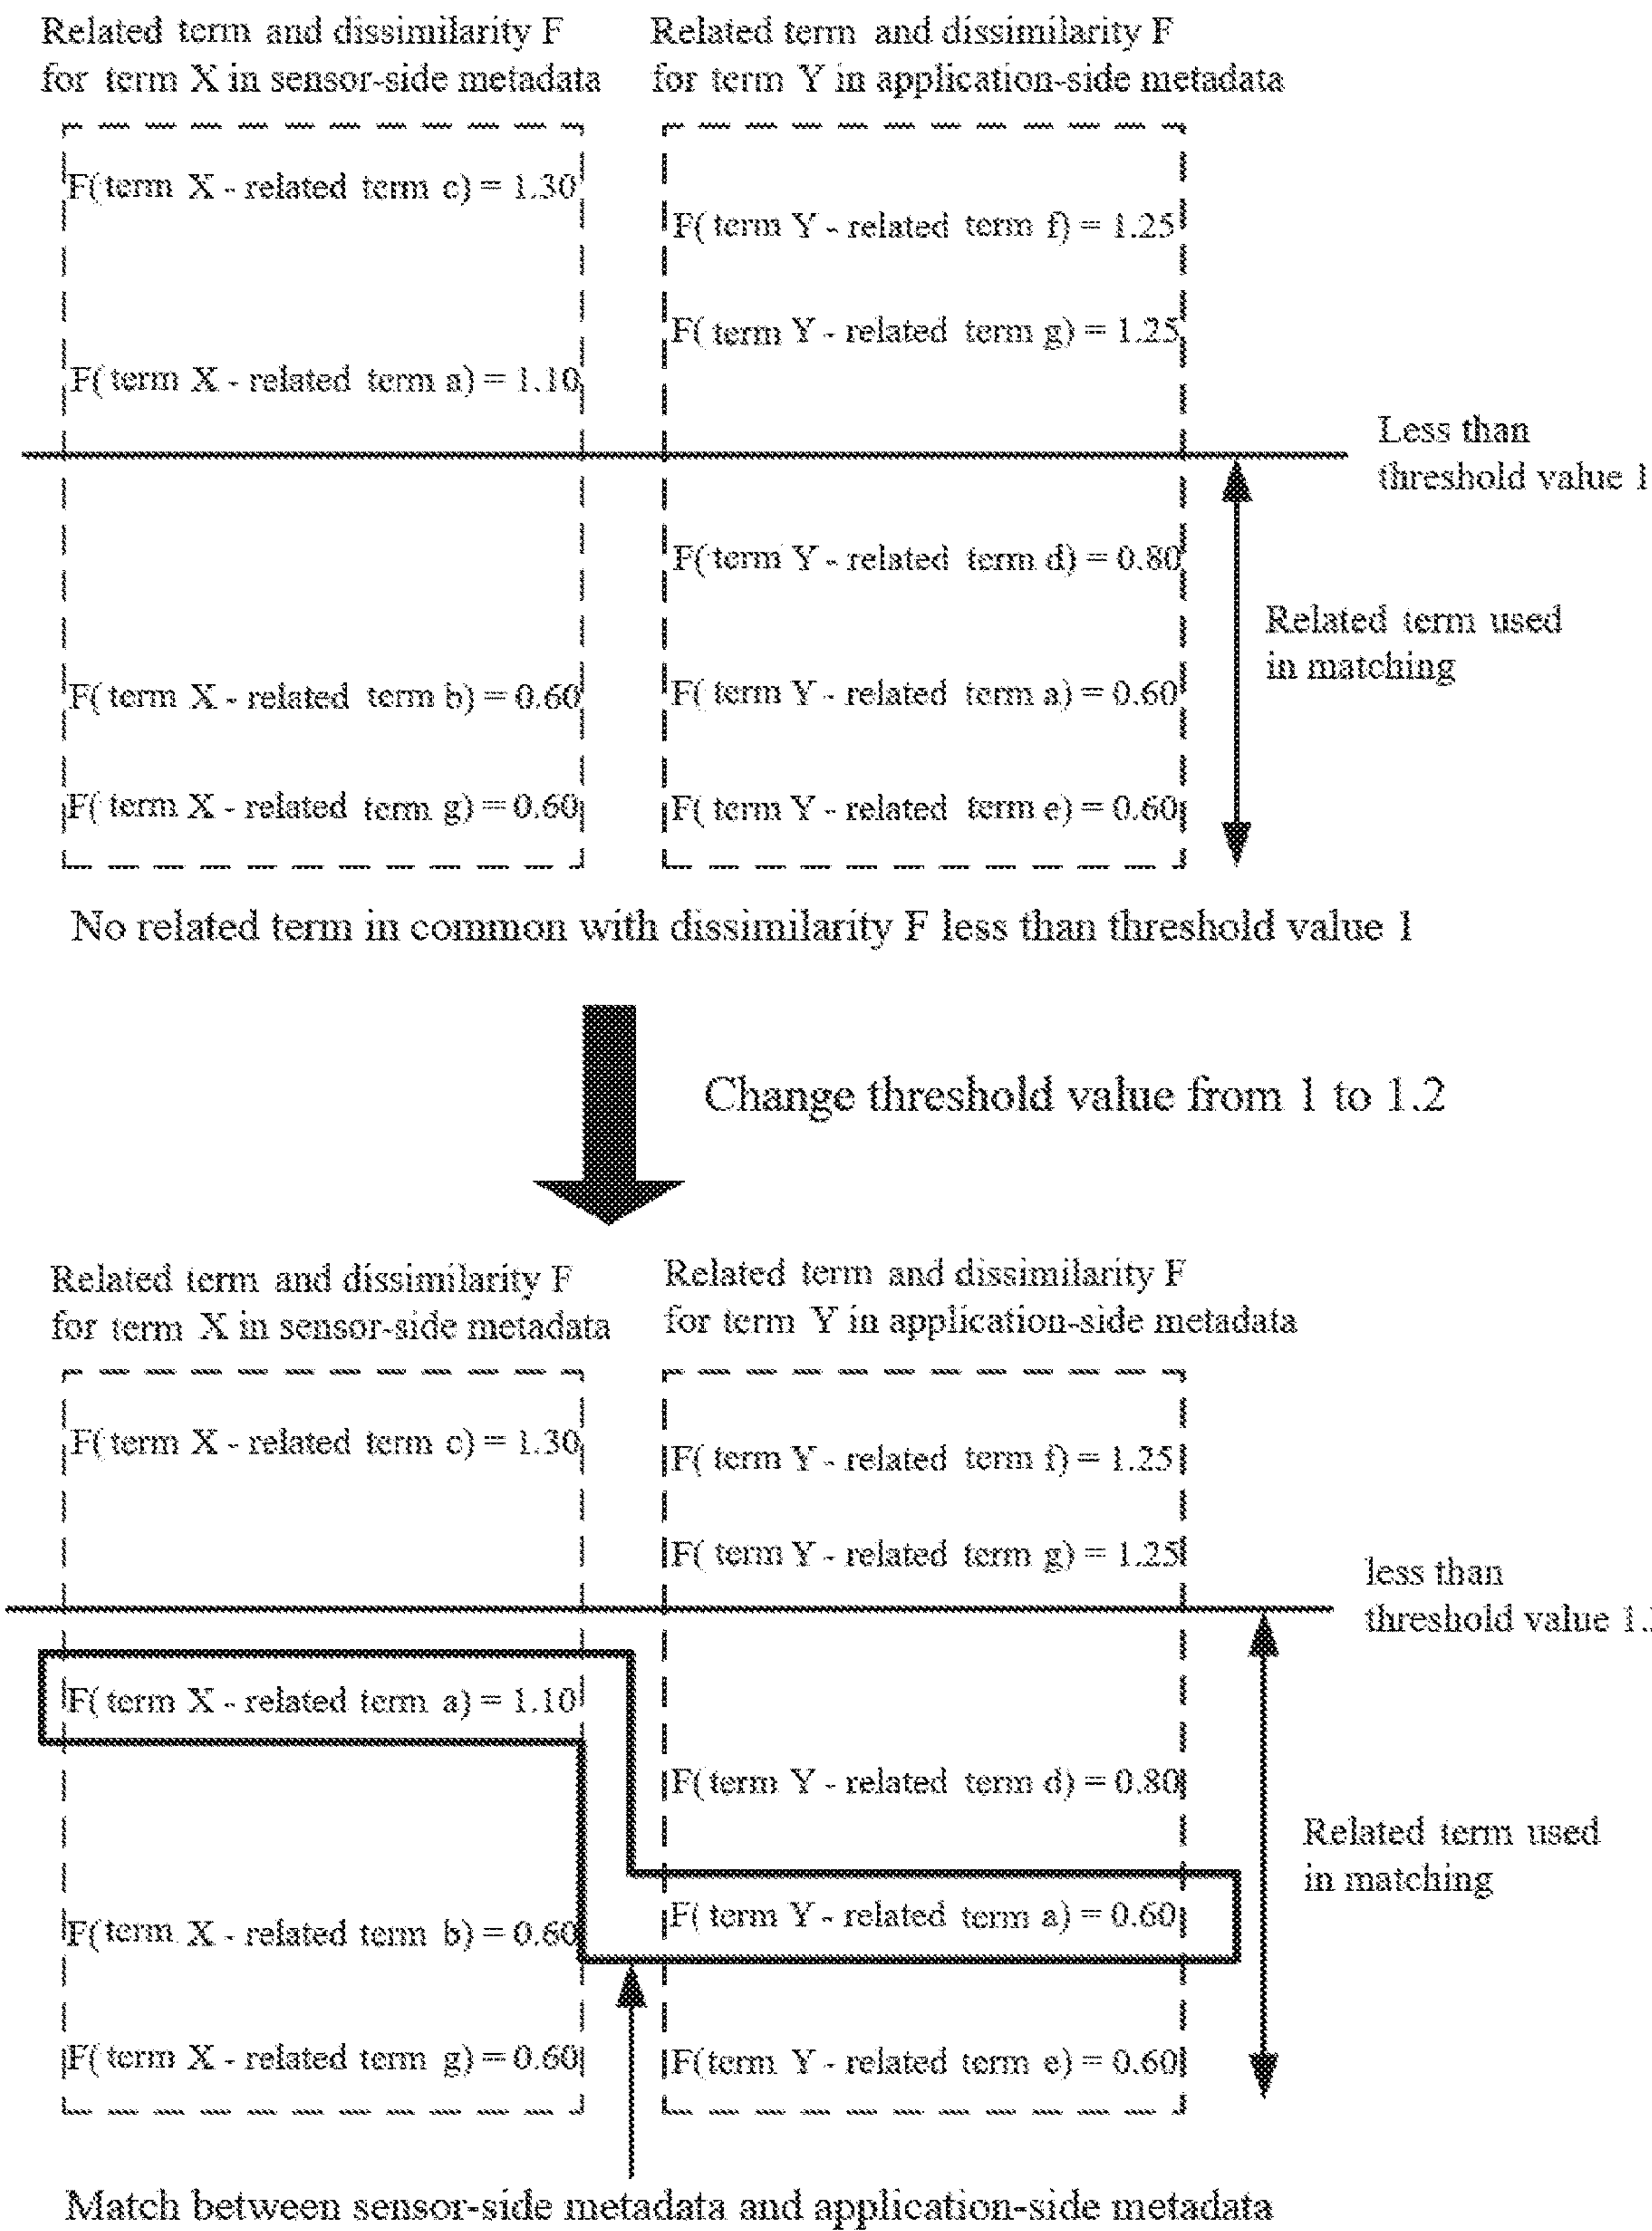 Related term and dissimilarity F
for term X in sensor-side metadata
Related term and dissimilarity F
for term Y in application-side metadata
F(term X - related term c) = 1.30
F( term Y - related term f) = 1.25
F( term Y - related term g) = 1.25
F( term X - related term a) = 1.10
Less than
threshold value 1
F(term Y - related term d) = 0.80
Related term used
in matching
F( term X - related term b) = 0.60
F( term Y - related term a) = 0.60
F( term X - related term g) = 0.60
F( term Y - related term e) = 0.60
No related term in common with dissimilarity F less than threshold value 1
Change threshold value from 1 to 1.2
Related term and dissimilarity F
for term X in sensor-side metadata
Related term and dissimilarity F
for term Y in application-side metadata
F( term X - related term c) = 1.30
F( term Y - related term f) = 1.25
F( term Y - related term g) = 1.25
less than
threshold value 1.
F( term X - related term a) = 1.10
F(term Y - related term d) = 0.80
Related term used
in matching
F( term Y - related term a) = 0.60
F(term X - related term b) = 0.60
F( term X - related term g) = 0.60
F(term Y - related term e) = 0.60
Match between sensor-side metadata and application-side metadata